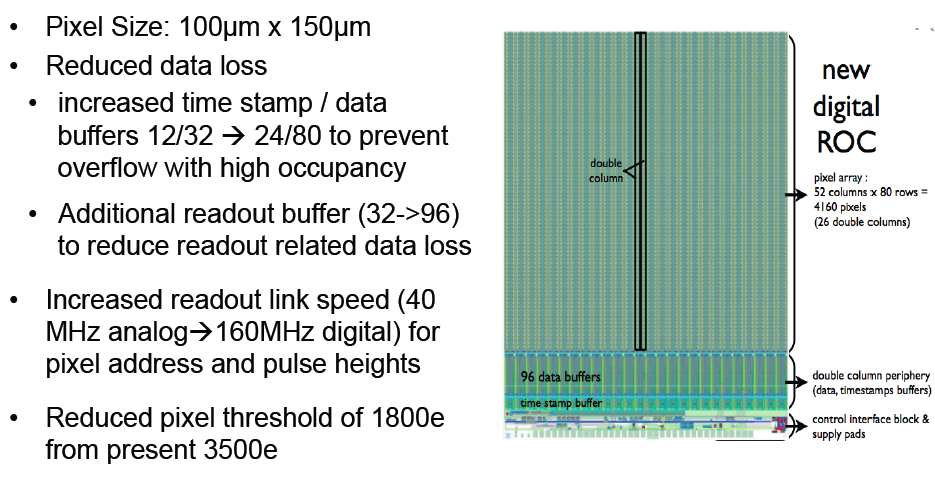 • Pixel Size: 100µm x 150µm
• Reduced data loss
• increased time stamp / data
buffers 12/32 → 24/80 to prevent
overflow with high occupancy
• Additional readout buffer (32->96)
to reduce readout related data loss
• Increased readout link speed (40
MHz analog→160MHz digital) for
pixel address and pulse heights
• Reduced pixel threshold of 1800e
from present 3500e
double
column
96 data buffers
time stamp buffer
new
digital
ROC
pixel array :
52 columns x 80 rows =
4160 pixels
(26 double columns)
double column periphery
(data, timestamps buffers)
control interface block &
supply pads